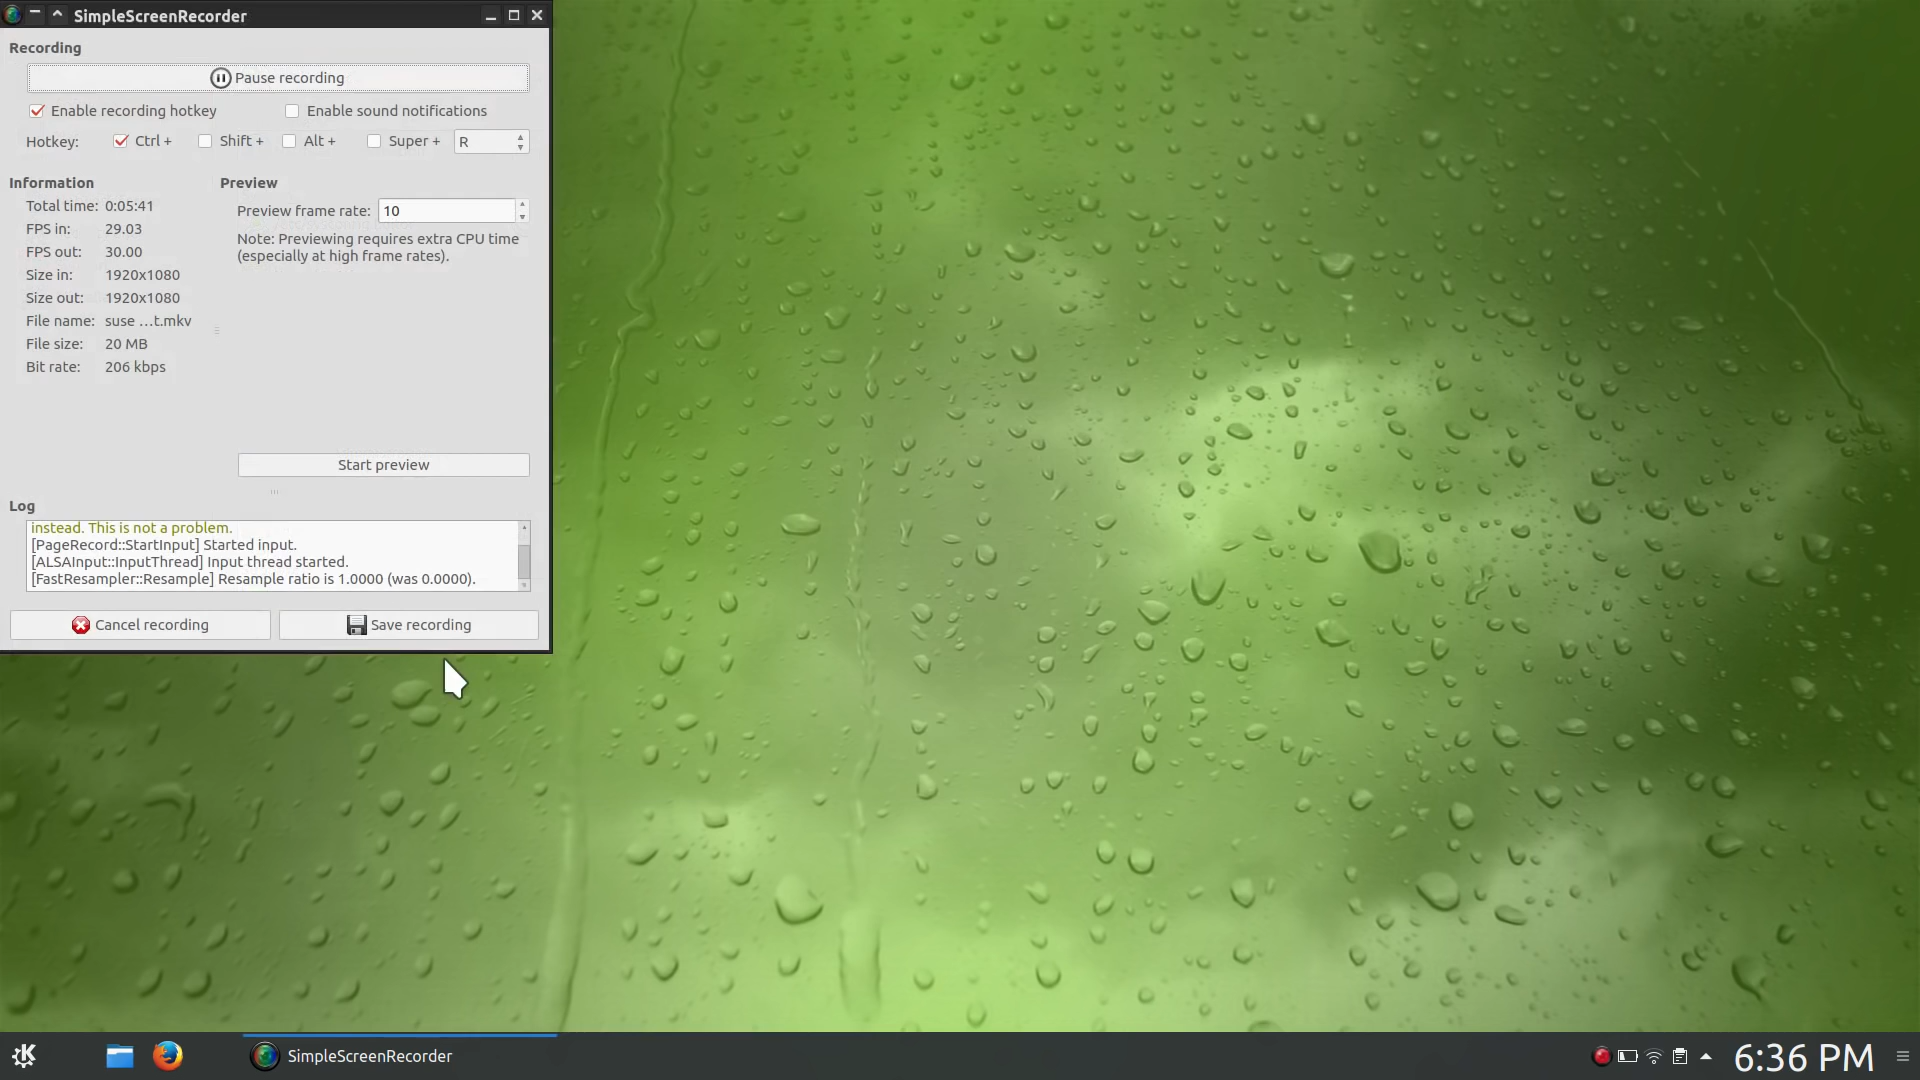 SimpleScreenRecorder
Recording
Pause recording
Enable recording hotkey
Enable sound notifications
Hotkey: Ctrl + Shift + Alt + Super + R
Information
Total time: 0:05:41
FPS in: 29.03
FPS out: 30.00
Size in: 1920x1080
Size out: 1920x1080
File name: suse ...t.mkv
File size: 20 MB
Bit rate: 206 kbps
Preview
Preview frame rate: 10
Note: Previewing requires extra CPU time
(especially at high frame rates).
Start preview
Log
instead. This is not a problem.
[PageRecord::StartInput] Started input.
[ALSAInput::InputThread] Input thread started.
[FastResampler::Resample] Resample ratio is 1.0000 (was 0.0000).
Cancel recording
Save recording
SimpleScreenRecorder
6:36 PM